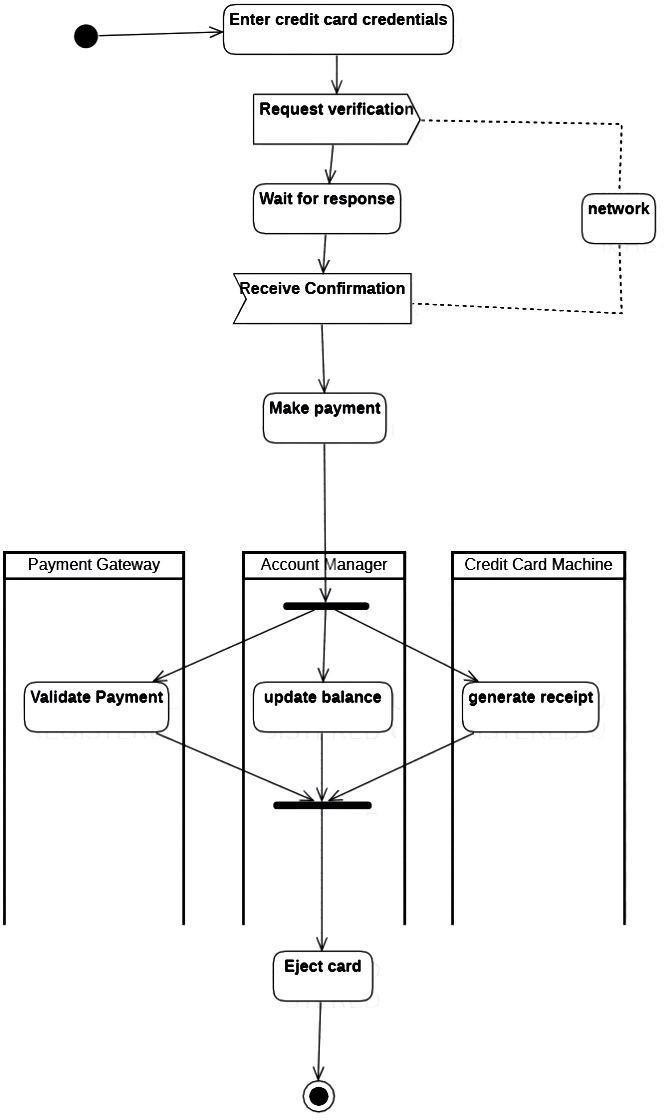 Enter credit card credentials
Request verification
Wait for response
network
Receive Confirmation
Make payment
Payment Gateway
Account Manager
Credit Card Machine
Validate Payment
update balance
generate receipt
Eject card